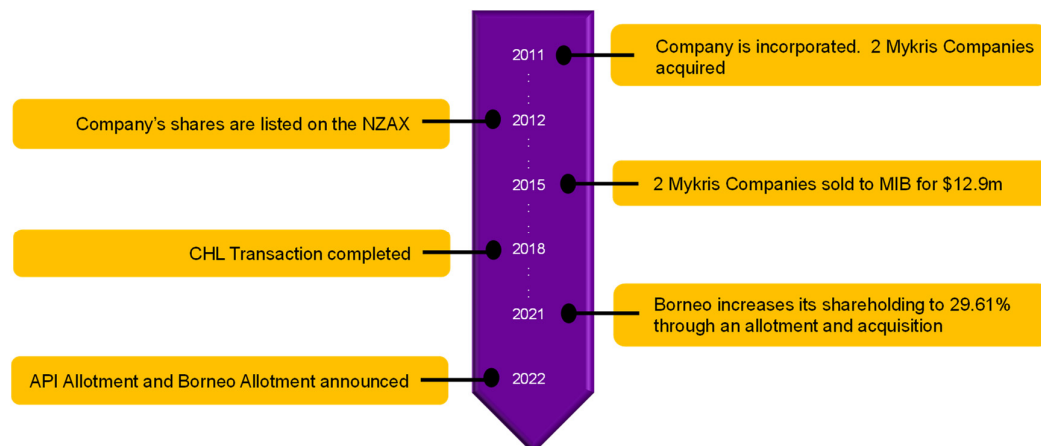 2011
Company is incorporated.  2 Mykris Companies
acquired
Company's shares are listed on the NZAX
2012
2015
2 Mykris Companies sold to MIB for $12.9m
CHL Transaction completed
2018
2021
Borneo increases its shareholding to 29.61%
through an allotment and acquisition
API Allotment and Borneo Allotment announced
2022